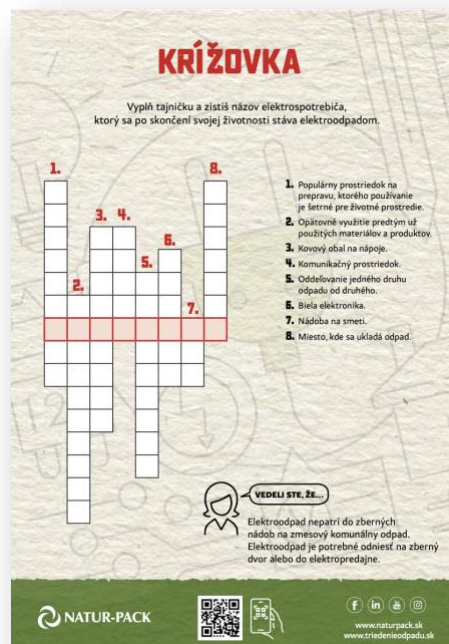 KRÍŽOVKA
Vyplň tajničku a zistíš názov elektrospotrebiča,
ktorý sa po skončení svojej životnosti stáva elektroodpadom.
1.
2.
3.
4.
5.
6.
7.
8.
1. Populárny prostriedok na
prepravu, ktorého používanie
je šetrné pre životné prostredie.
2. Opätovné využitie predtým už
použitých materiálov a produktov.
3. Kovový obal na nápoje.
4. Komunikačný prostriedok.
5. Oddeľovanie jedného druhu
odpadu od druhého.
6. Biela elektronika.
7. Nádoba na smeti.
8. Miesto, kde sa ukladá odpad.
VEDELI STE, ŽE...
Elektroodpad nepatrí do zberných
nádob na zmesový komunálny odpad.
Elektroodpad je potrebné odniesť na zberný
dvor alebo do elektropredajne.
NATUR-PACK
www.naturpack.sk
www.triedenieodpadu.sk